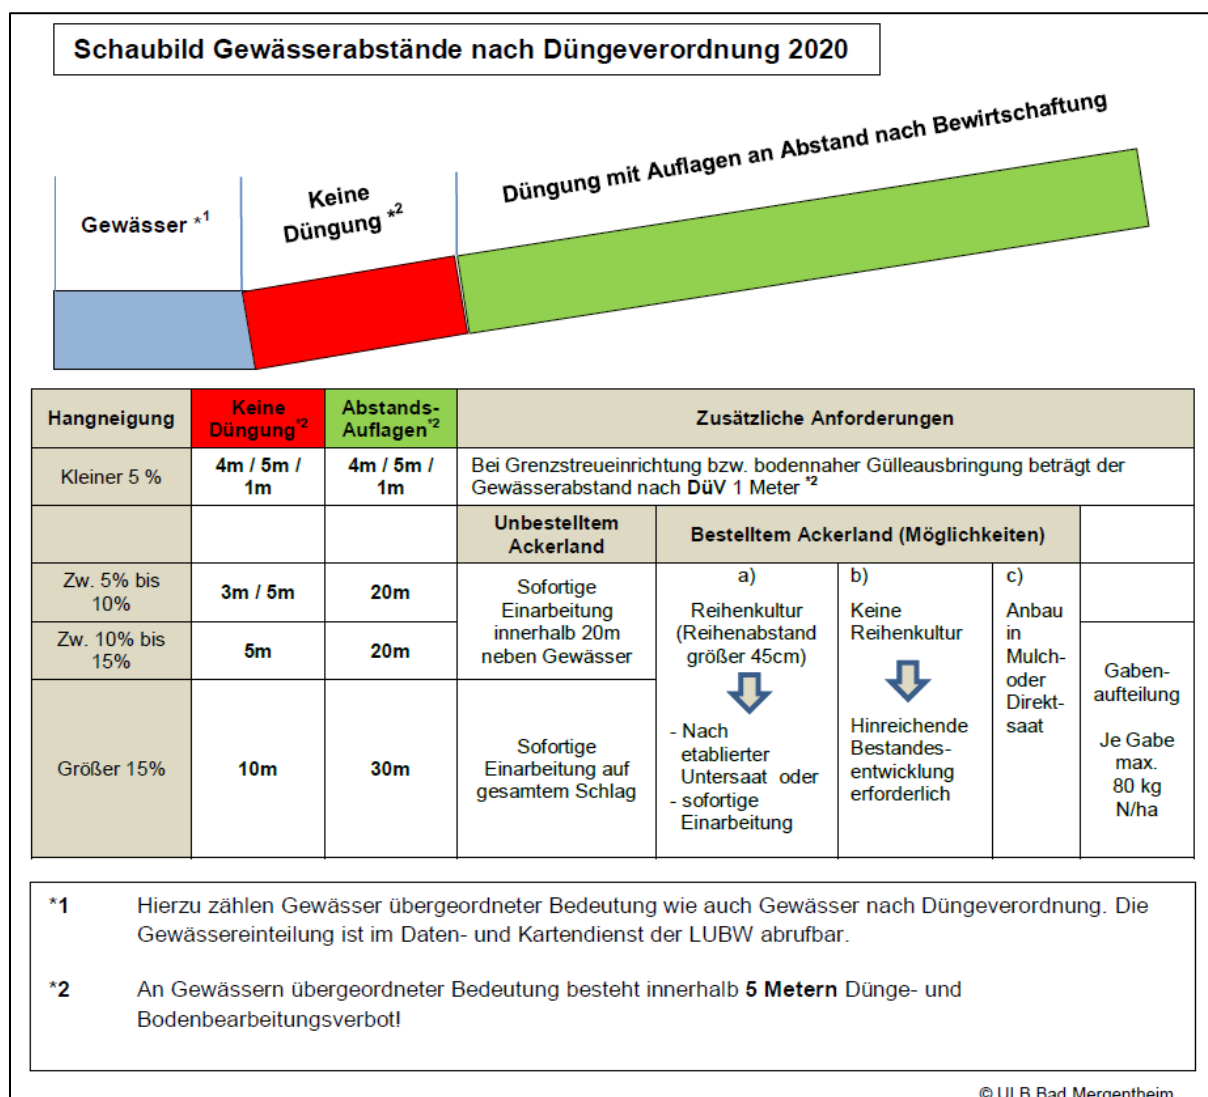 Schaubild Gewässerabstände nach Düngeverordnung 2020
Gewässer *1
Keine
Düngung *2
Düngung mit Auflagen an Abstand nach Bewirtschaftung
Hangneigung
Keine
Düngung*2
Abstands-
Auflagen*2
Zusätzliche Anforderungen
Kleiner 5 %
4m / 5m /
1m
4m / 5m /
1m
Bei Grenzstreueinrichtung bzw. bodennaher Gülleausbringung beträgt der
Gewässerabstand nach DüV 1 Meter *2
Unbestelltem
Ackerland
Bestelltem Ackerland (Möglichkeiten)
Zw. 5% bis
10%
3m / 5m
20m
Zw. 10% bis
15%
5m
20m
Sofortige
Einarbeitung
innerhalb 20m
neben Gewässer
Größer 15%
10m
30m
Sofortige
Einarbeitung auf
gesamtem Schlag
a)
Reihenkultur
(Reihenabstand
größer 45cm)
- Nach
etablierter
Untersaat oder
- sofortige
Einarbeitung
b)
Keine
Reihenkultur
Hinreichende
Bestandes-
entwicklung
erforderlich
c)
Anbau
in
Mulch-
oder
Direkt-
saat
Gaben-
aufteilung
Je Gabe
max.
80 kg
N/ha
*1 Hierzu zählen Gewässer übergeordneter Bedeutung wie auch Gewässer nach Düngeverordnung. Die
Gewässereinteilung ist im Daten- und Kartendienst der LUBW abrufbar.
*2 An Gewässern übergeordneter Bedeutung besteht innerhalb 5 Metern Dünge- und
Bodenbearbeitungsverbot!
© ULB Bad Mergentheim